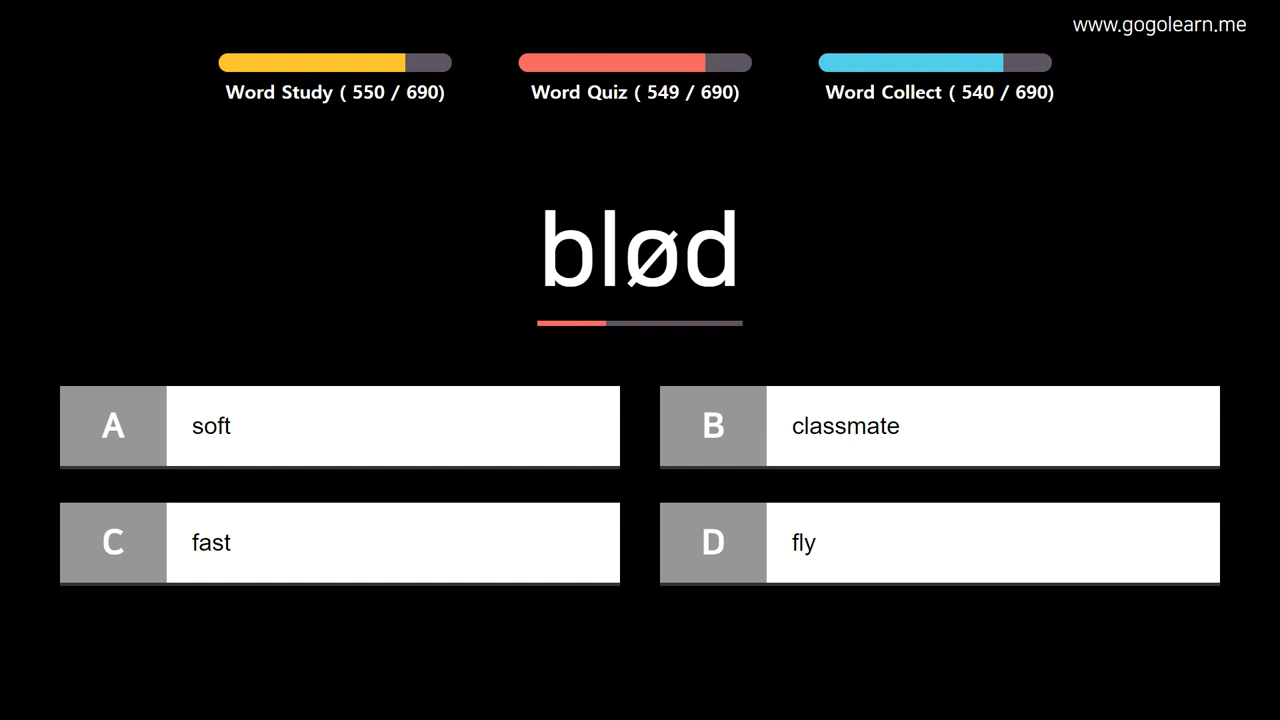 www.gogolearn.me
Word Study ( 550 / 690)
Word Quiz ( 549 / 690)
Word Collect ( 540 / 690)
blød
A soft
B classmate
C fast
D fly